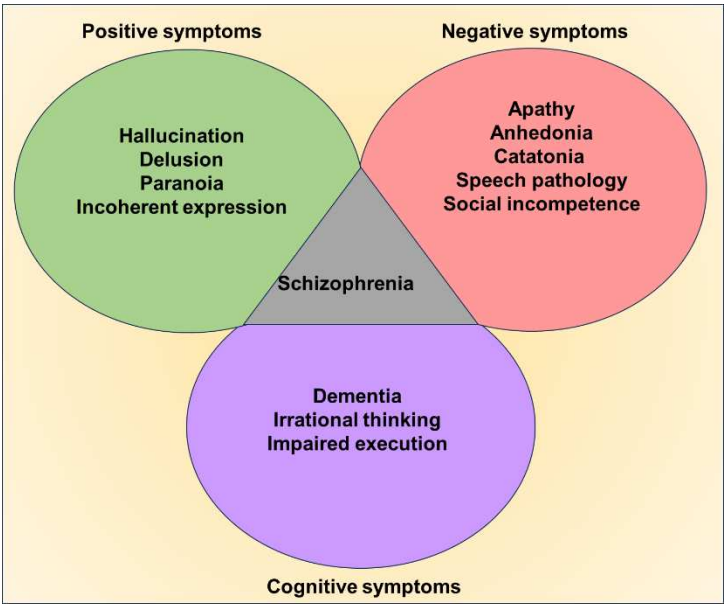 Positive symptoms
Negative symptoms
Hallucination
Delusion
Paranoia
Incoherent expression
Apathy
Anhedonia
Catatonia
Speech pathology
Social incompetence
Schizophrenia
Dementia
Irrational thinking
Impaired execution
Cognitive symptoms